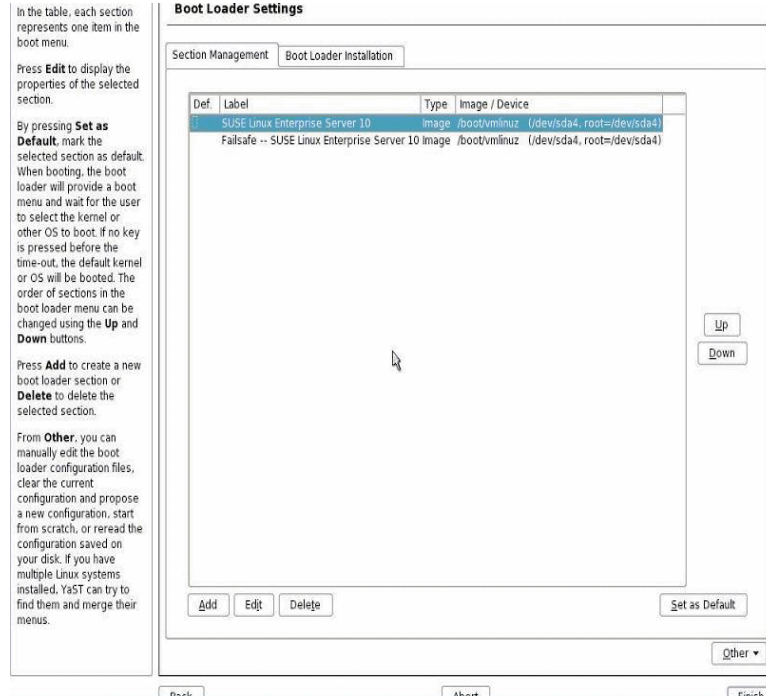 In the table, each section
represents one item in the
boot menu.
Press Edit to display the
properties of the selected
section.
By pressing Set as
Default, mark the
selected section as default.
When booting, the boot
loader will provide a boot
menu and wait for the user
to select the kernel or
other OS to boot. If no key
is pressed before the
time-out, the default kernel
or OS will be booted. The
order of sections in the
boot loader menu can be
changed using the Up and
Down buttons.
Press Add to create a new
boot loader section or
Delete to delete the
selected section.
From Other, you can
manually edit the boot
loader configuration files,
clear the current
configuration and propose
a new configuration, start
from scratch, or reread the
configuration saved on
your disk. If you have
multiple Linux systems
installed, YaST can try to
find them and merge their
menus.
Boot Loader Settings
Section Management Boot Loader Installation
Def. Label Type Image / Device
SUSE Linux Enterprise Server 10 Image /boot/vmlinuz (/dev/sda4, root=/dev/sda4)
Failsafe -- SUSE Linux Enterprise Server 10 Image /boot/vmlinuz (/dev/sda4, root=/dev/sda4)
Up
Down
Add Edit Delete Set as Default
Other
Back Abort Finish